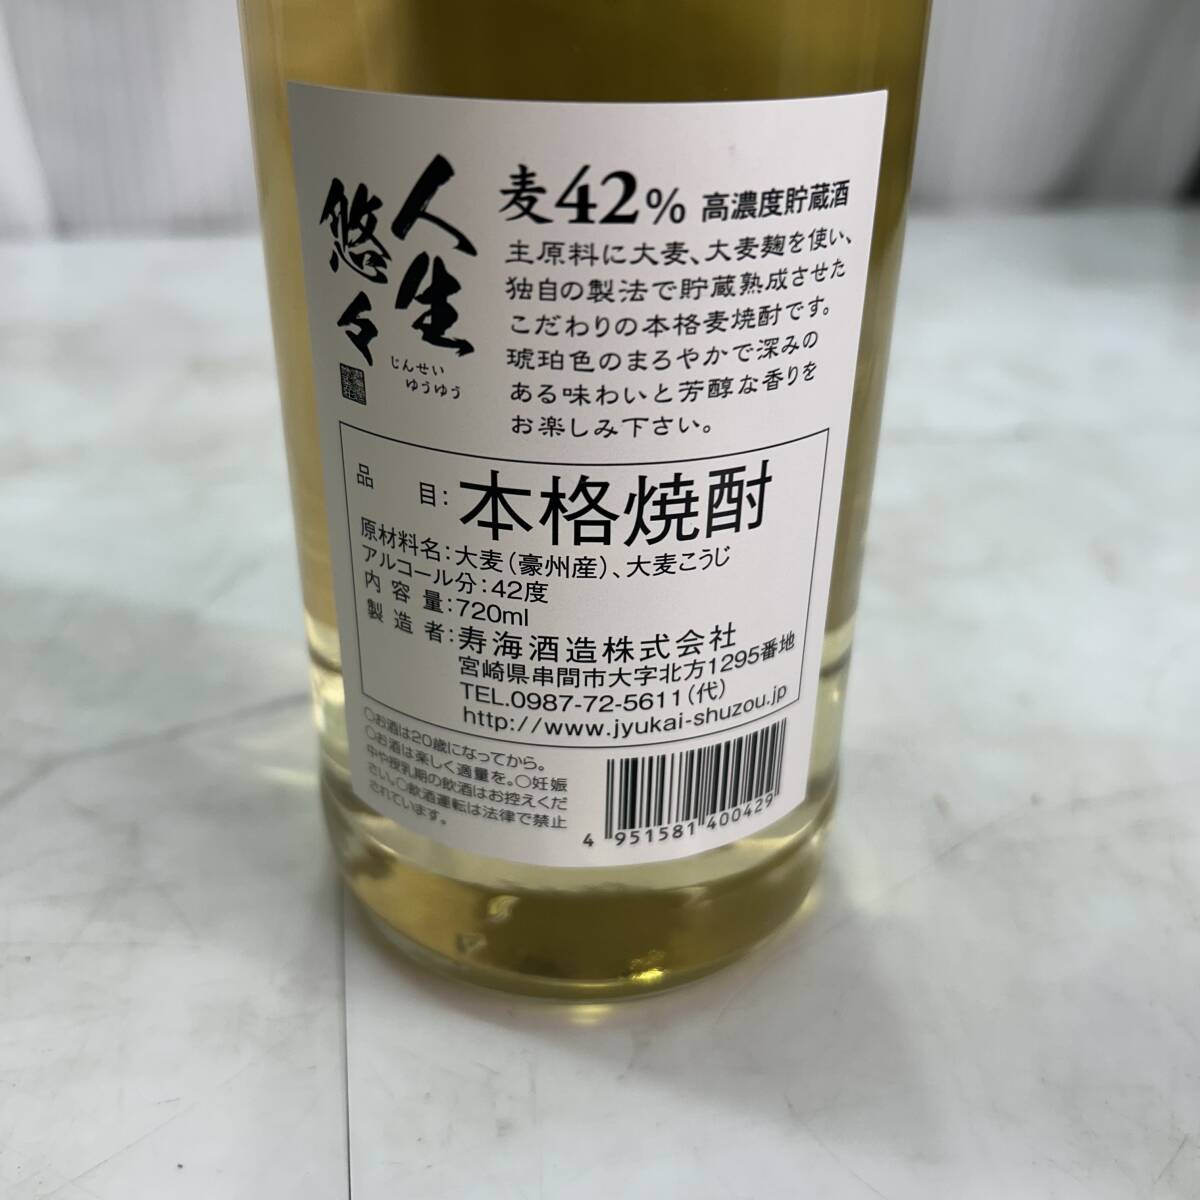 人生
悠々
じんせい
ゆうゆう
麦42% 高濃度貯蔵酒
主原料に大麦、大麦麹を使い、
独自の製法で貯蔵熟成させた
こだわりの本格麦焼酎です。
琥珀色のまろやかで深みの
ある味わいと芳醇な香りを
お楽しみ下さい。
品目：本格焼酎
原材料名：大麦（豪州産）、大麦こうじ
アルコール分：42度
内容量：720ml
製造者：寿海酒造株式会社
宮崎県串間市大字北方1295番地
TEL.0987-72-5611（代）
http://www.jyukai-shuzou.jp
○お酒は20歳になってから。
○お酒は楽しく適量を。○妊娠
中や授乳期の飲酒はお控えくだ
さい。○飲酒運転は法律で禁止
されています。
4 951581 400429